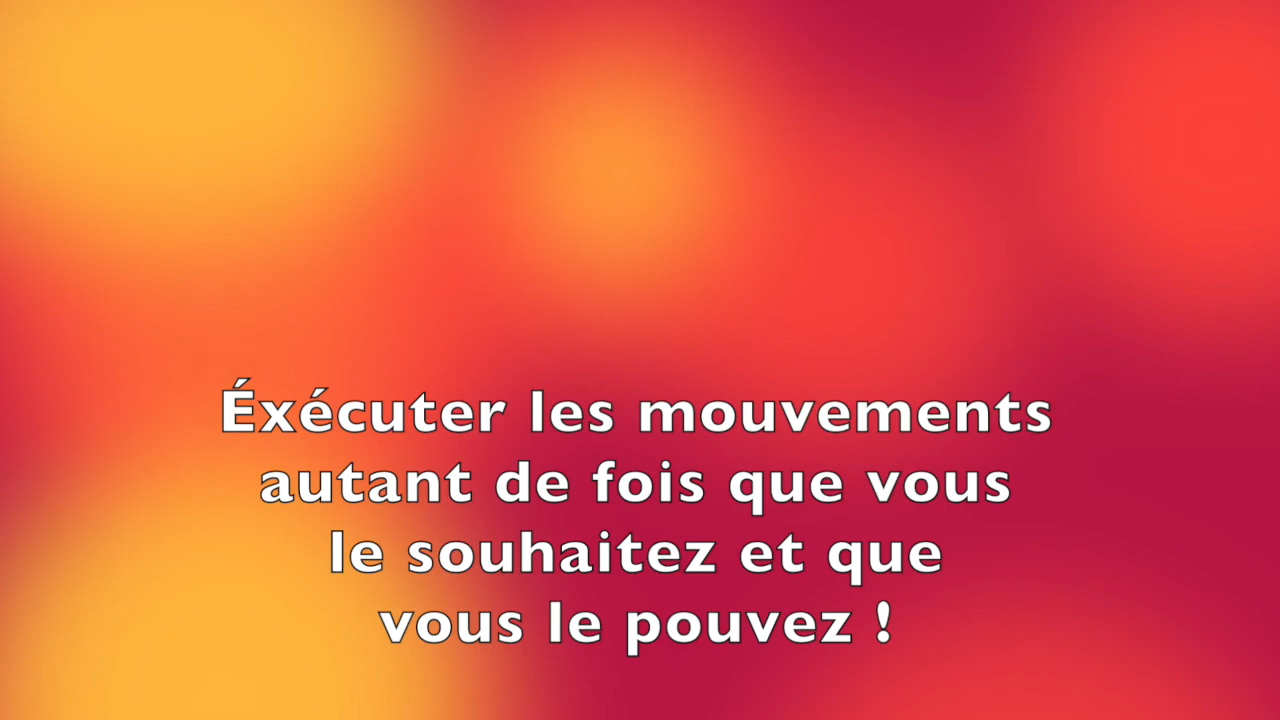 Éxécuter les mouvements
autant de fois que vous
le souhaitez et que
vous le pouvez !